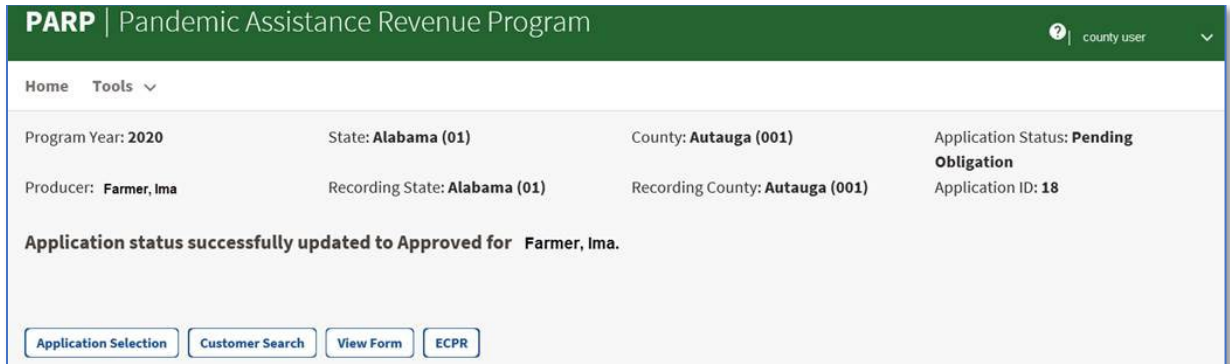 PARP | Pandemic Assistance Revenue Program
? | county user
Home Tools
Program Year: 2020 State: Alabama (01) County: Autauga (001) Application Status: Pending
Obligation
Producer: Farmer, Ima Recording State: Alabama (01) Recording County: Autauga (001) Application ID: 18
Application status successfully updated to Approved for Farmer, Ima.
Application Selection Customer Search View Form ECPR